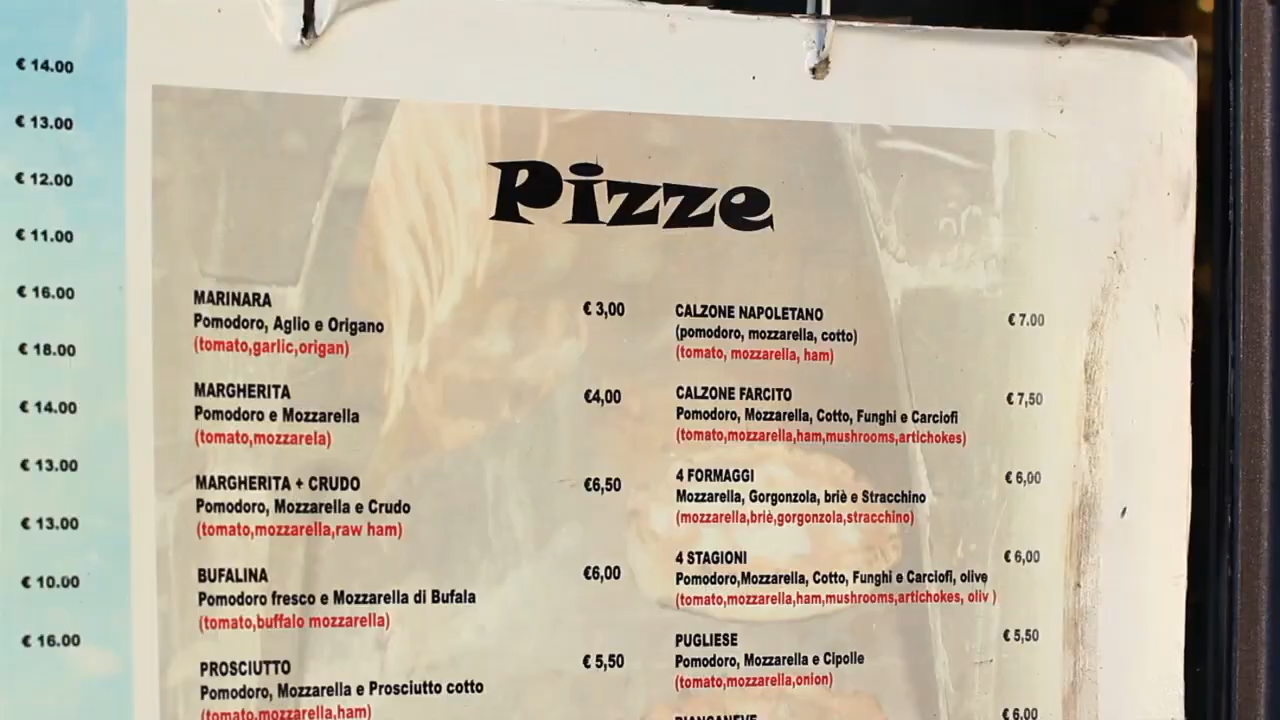 € 14.00
€ 13.00
€ 12.00
€ 11.00
€ 16.00
€ 18.00
€ 14.00
€ 13.00
€ 13.00
€ 10.00
€ 16.00
Pizze
MARINARA
Pomodoro, Aglio e Origano
(tomato,garlic,origan)
€ 3,00
MARGHERITA
Pomodoro e Mozzarella
(tomato,mozzarela)
€4,00
MARGHERITA + CRUDO
Pomodoro, Mozzarella e Crudo
(tomato,mozzarella,raw ham)
€6,50
BUFALINA
Pomodoro fresco e Mozzarella di Bufala
(tomato,buffalo mozzarella)
€6,00
PROSCIUTTO
Pomodoro, Mozzarella e Prosciutto cotto
(tomato,mozzarella,ham)
€ 5,50
CALZONE NAPOLETANO
(pomodoro, mozzarella, cotto)
(tomato, mozzarella, ham)
€ 7.00
CALZONE FARCITO
Pomodoro, Mozzarella, Cotto, Funghi e Carciofi
(tomato,mozzarella,ham,mushrooms,artichokes)
€ 7,50
4 FORMAGGI
Mozzarella, Gorgonzola, briè e Stracchino
(mozzarella,briè,gorgonzola,stracchino)
€ 6,00
4 STAGIONI
Pomodoro,Mozzarella, Cotto, Funghi e Carciofi, olive
(tomato,mozzarella,ham,mushrooms,artichokes, oliv )
€ 6,00
PUGLIESE
Pomodoro, Mozzarella e Cipolle
(tomato,mozzarella,onion)
€ 5,50
BIANCANEVE
€ 6,00